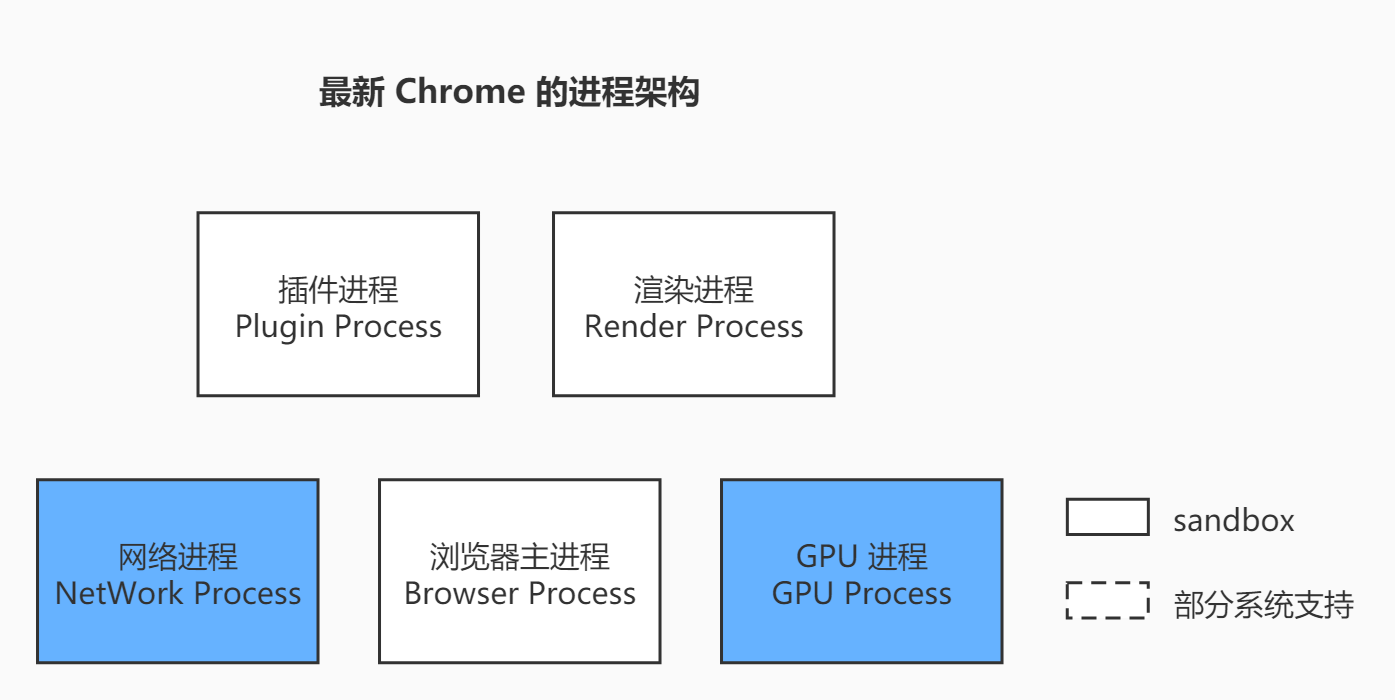 最新 Chrome 的进程架构
插件进程
Plugin Process
渲染进程
Render Process
网络进程
NetWork Process
浏览器主进程
Browser Process
GPU 进程
GPU Process
sandbox
部分系统支持